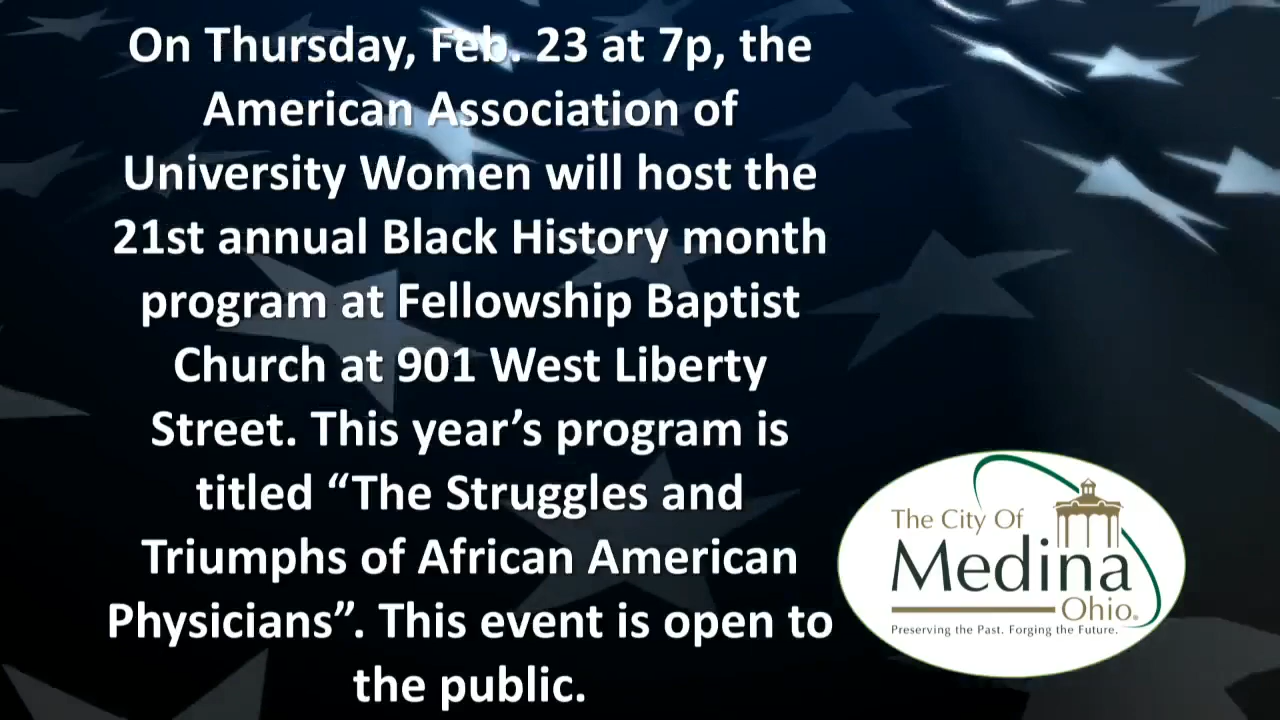 On Thursday, Feb. 23 at 7p, the
American Association of
University Women will host the
21st annual Black History month
program at Fellowship Baptist
Church at 901 West Liberty
Street. This year’s program is
titled “The Struggles and
Triumphs of African American
Physicians”. This event is open to
the public.
The City Of
Medina
Ohio®
Preserving the Past. Forging the Future.